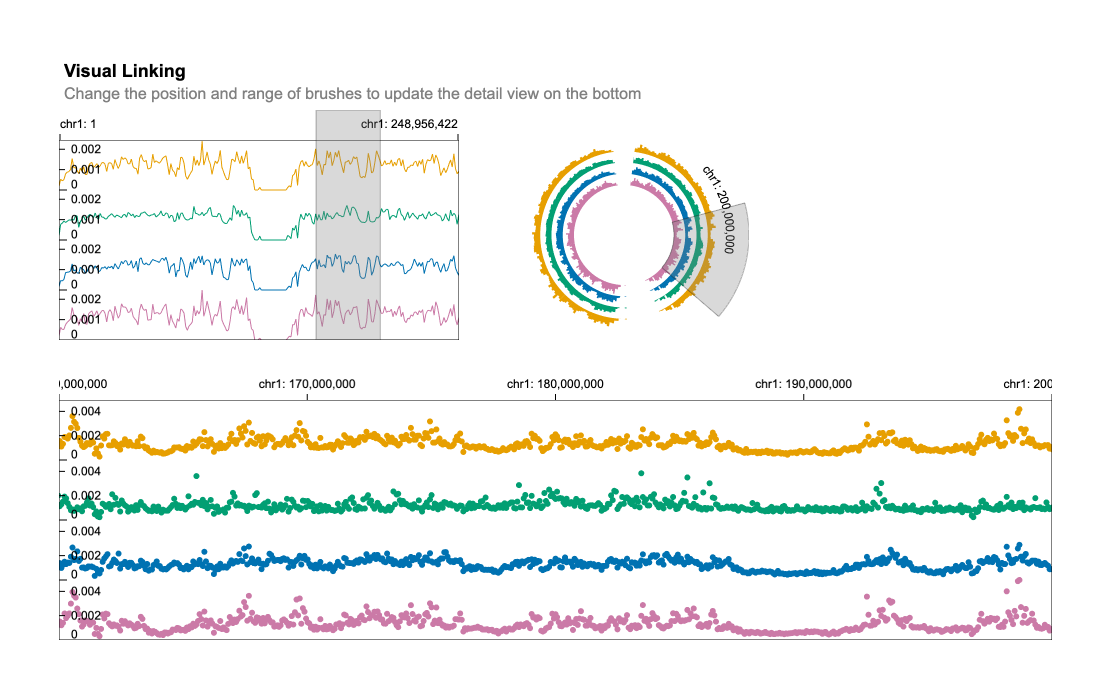 Visual Linking
Change the position and range of brushes to update the detail view on the bottom
chr1: 1
chr1: 248,956,422
0.002
0.001
0
0.002
0.001
0
0.002
0.001
0
0.002
0.001
0
chr1: 200,000,000
0,000,000
chr1: 170,000,000
chr1: 180,000,000
chr1: 190,000,000
chr1: 200
0.004
0.002
0
0.004
0.002
0
0.004
0.002
0
0.004
0.002
0